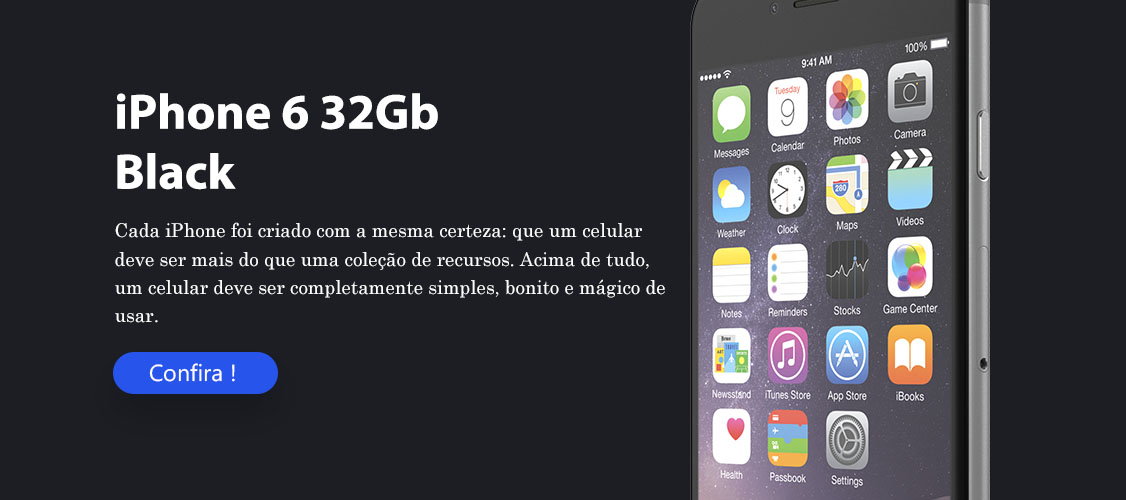 iPhone 6 32Gb
Black
Cada iPhone foi criado com a mesma certeza: que um celular
deve ser mais do que uma coleção de recursos. Acima de tudo,
um celular deve ser completamente simples, bonito e mágico de
usar.
Confira !
9:41 AM 100%
Tuesday
9
Messages Calendar Photos Camera
280
Weather Clock Maps Videos
Notes Reminders Stocks Game Center
Newsstand iTunes Store App Store iBooks
Health Passbook Settings